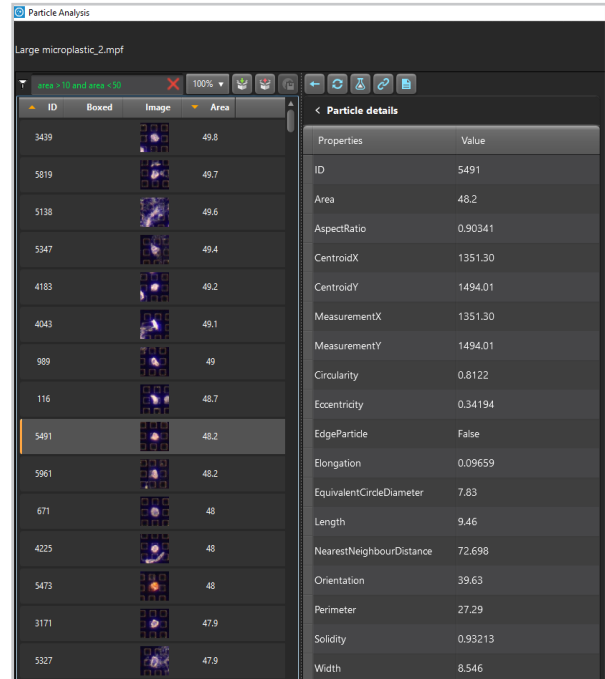 Particle Analysis
Large microplastic_2.mpf
area >10 and area <50 100%
ID Boxed Image Area
3439 49.8
5819 49.7
5138 49.6
5347 49.4
4183 49.2
4043 49.1
989 49
116 48.7
5491 48.2
5961 48.2
671 48
4225 48
5473 48
3171 47.9
5327 47.9
Particle details
Properties Value
ID 5491
Area 48.2
AspectRatio 0.90341
CentroidX 1351.30
CentroidY 1494.01
MeasurementX 1351.30
MeasurementY 1494.01
Circularity 0.8122
Eccentricity 0.34194
EdgeParticle False
Elongation 0.09659
EquivalentCircleDiameter 7.83
Length 9.46
NearestNeighbourDistance 72.698
Orientation 39.63
Perimeter 27.29
Solidity 0.93213
Width 8.546